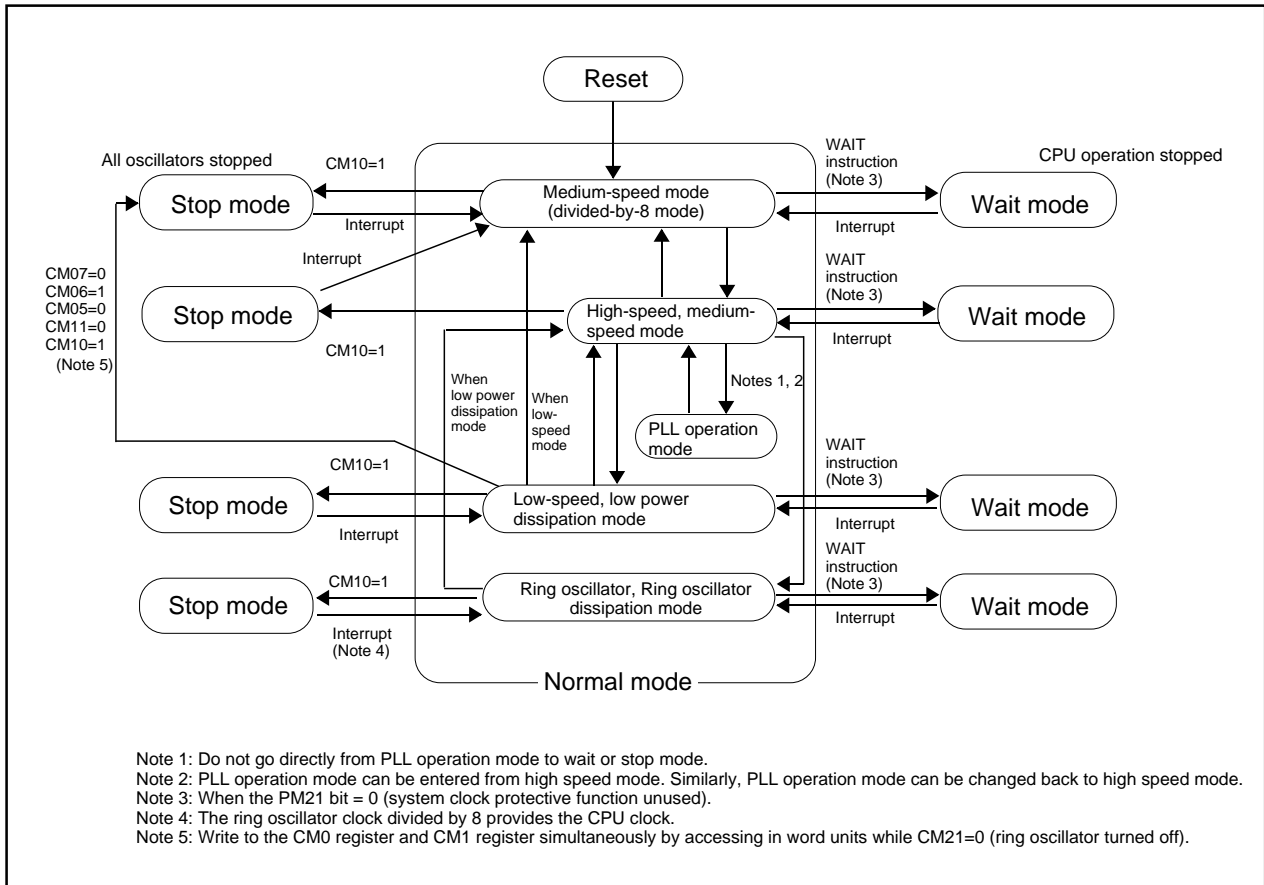 Reset
All oscillators stopped
CM10=1
WAIT
instruction
(Note 3)
CPU operation stopped
Stop mode
Medium-speed mode
(divided-by-8 mode)
Wait mode
Interrupt
Interrupt
Interrupt
WAIT
instruction
(Note 3)
CM07=0
CM06=1
CM05=0
CM11=0
CM10=1
(Note 5)
Stop mode
High-speed, medium-
speed mode
Wait mode
Interrupt
CM10=1
When
low power
dissipation
mode
When
low-
speed
mode
Notes 1, 2
PLL operation
mode
WAIT
instruction
(Note 3)
CM10=1
Stop mode
Low-speed, low power
dissipation mode
Wait mode
Interrupt
Interrupt
WAIT
instruction
(Note 3)
CM10=1
Stop mode
Ring oscillator, Ring oscillator
dissipation mode
Wait mode
Interrupt
Interrupt
(Note 4)
Normal mode
Note 1: Do not go directly from PLL operation mode to wait or stop mode.
Note 2: PLL operation mode can be entered from high speed mode. Similarly, PLL operation mode can be changed back to high speed mode.
Note 3: When the PM21 bit = 0 (system clock protective function unused).
Note 4: The ring oscillator clock divided by 8 provides the CPU clock.
Note 5: Write to the CM0 register and CM1 register simultaneously by accessing in word units while CM21=0 (ring oscillator turned off).